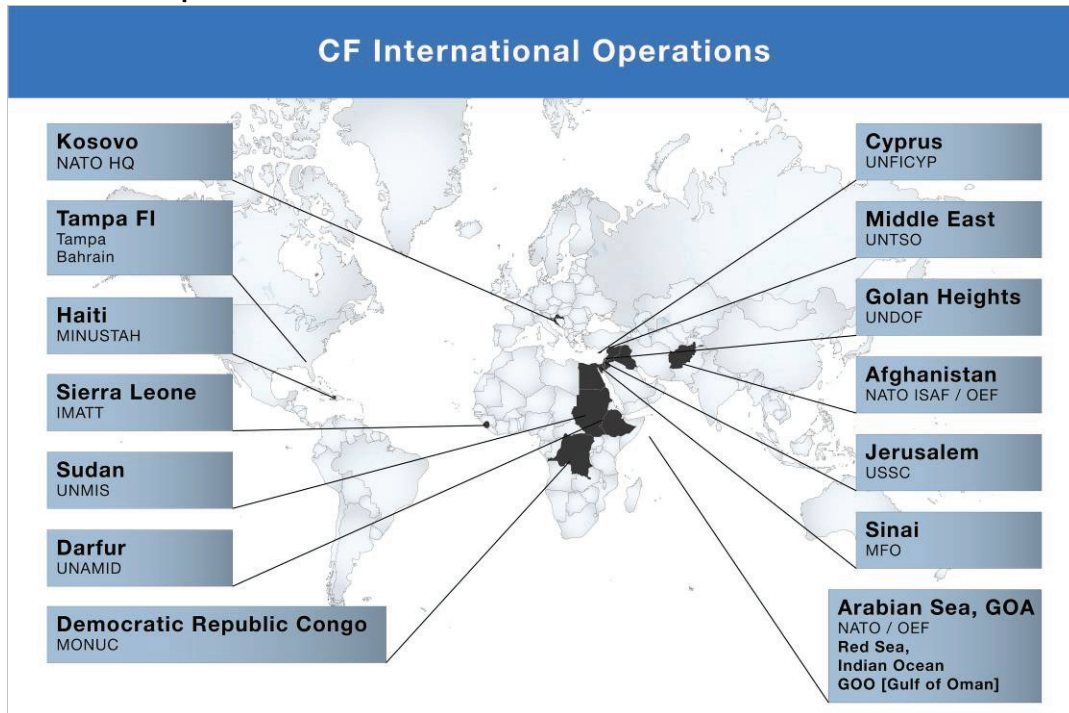 CF International Operations
Kosovo
NATO HQ
Tampa Fl
Tampa
Bahrain
Haiti
MINUSTAH
Sierra Leone
IMATT
Sudan
UNMIS
Darfur
UNAMID
Democratic Republic Congo
MONUC
Cyprus
UNFICYP
Middle East
UNTSO
Golan Heights
UNDOF
Afghanistan
NATO ISAF / OEF
Jerusalem
USSC
Sinai
MFO
Arabian Sea, GOA
NATO / OEF
Red Sea,
Indian Ocean
GOO [Gulf of Oman]